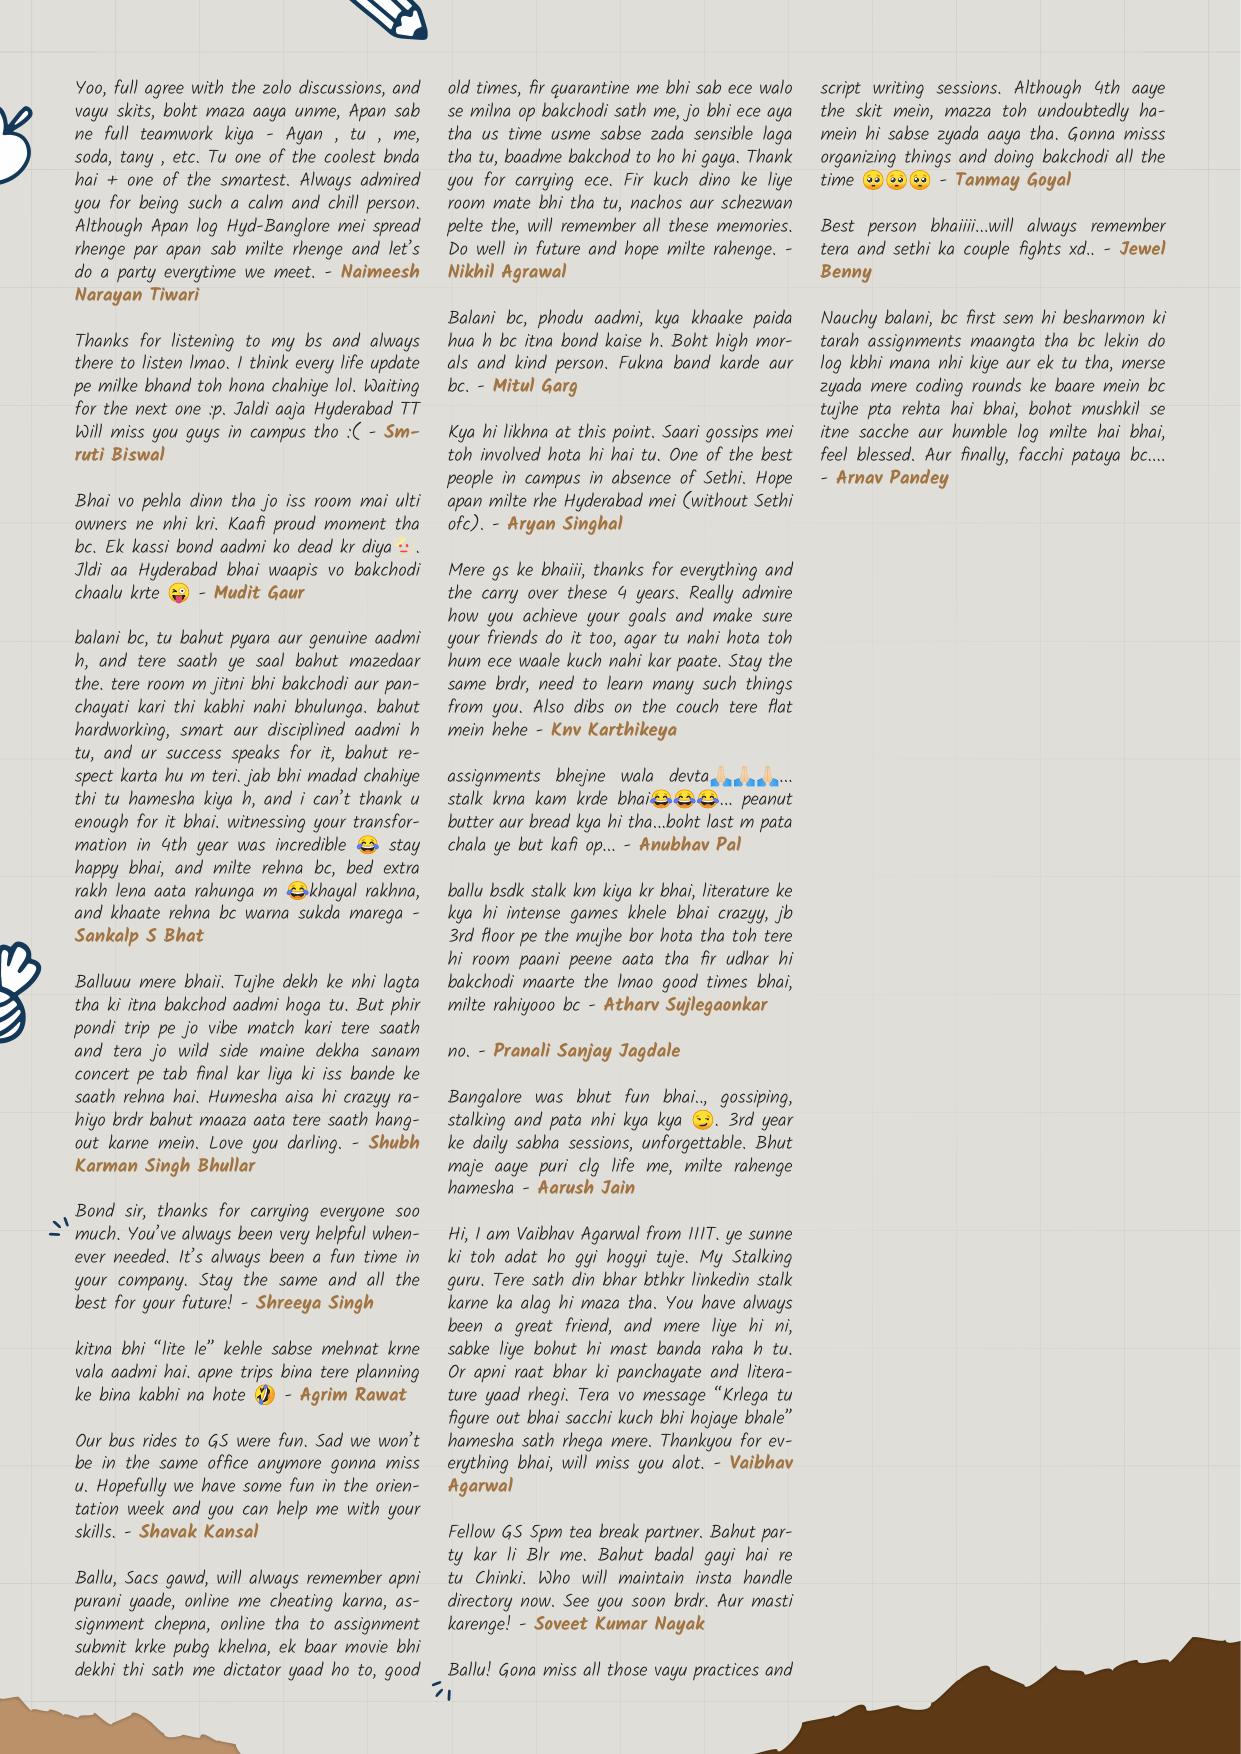 Yoo, full agree with the zolo discussions, and
vayu skits, boht maza aaya unme, Apan sab
ne full teamwork kiya - Ayan , tu , me,
soda, tany , etc. Tu one of the coolest bnda
hai + one of the smartest. Always admired
you for being such a calm and chill person.
Although Apan log Hyd-Banglore mei spread
rhenge par apan sab milte rhenge and let's
do a party everytime we meet. - Naimeesh
Narayan Tiwari
Thanks for listening to my bs and always
there to listen lmao. I think every life update
pe milke bhand toh hona chahiye lol. Waiting
for the next one :p. Jaldi aaja Hyderabad TT
Will miss you guys in campus tho :( - Sm-
ruti Biswal
Bhai vo pehla dinn tha jo iss room mai ulti
owners ne nhi kri. Kaafi proud moment tha
bc. Ek kassi bond aadmi ko dead kr diya .
Jldi aa Hyderabad bhai waapis vo bakchodi
chaalu krte 😜 - Mudit Gaur
balani bc, tu bahut pyara aur genuine aadmi
h, and tere saath ye saal bahut mazedaar
the. tere room m jitni bhi bakchodi aur pan-
chayati kari thi kabhi nahi bhulunga. bahut
hardworking, smart aur disciplined aadmi h
tu, and ur success speaks for it, bahut re-
spect karta hu m teri. jab bhi madad chahiye
thi tu hamesha kiya h, and i can't thank u
enough for it bhai. witnessing your transfor-
mation in 4th year was incredible 😂 stay
happy bhai, and milte rehna bc, bed extra
rakh lena aata rahunga m 😂khayal rakhna,
and khaate rehna bc warna sukda marega -
Sankalp S Bhat
Balluuu mere bhaii. Tujhe dekh ke nhi lagta
tha ki itna bakchod aadmi hoga tu. But phir
pondi trip pe jo vibe match kari tere saath
and tera jo wild side maine dekha sanam
concert pe tab final kar liya ki iss bande ke
saath rehna hai. Humesha aisa hi crazyy ra-
hiyo brdr bahut maaza aata tere saath hang-
out karne mein. Love you darling. - Shubh
Karman Singh Bhullar
Bond sir, thanks for carrying everyone soo
much. You've always been very helpful when-
ever needed. It's always been a fun time in
your company. Stay the same and all the
best for your future! - Shreeya Singh
kitna bhi “lite le” kehle sabse mehnat krne
vala aadmi hai. apne trips bina tere planning
ke bina kabhi na hote 🤣 - Agrim Rawat
Our bus rides to GS were fun. Sad we won't
be in the same office anymore gonna miss
u. Hopefully we have some fun in the orien-
tation week and you can help me with your
skills. - Shavak Kansal
Ballu, Sacs gawd, will always remember apni
purani yaade, online me cheating karna, as-
signment chepna, online tha to assignment
submit krke pubg khelna, ek baar movie bhi
dekhi thi sath me dictator yaad ho to, good
old times, fir quarantine me bhi sab ece walo
se milna op bakchodi sath me, jo bhi ece aya
tha us time usme sabse zada sensible laga
tha tu, baadme bakchod to ho hi gaya. Thank
you for carrying ece. Fir kuch dino ke liye
room mate bhi tha tu, nachos aur schezwan
pelte the, will remember all these memories.
Do well in future and hope milte rahenge. -
Nikhil Agrawal
Balani bc, phodu aadmi, kya khaake paida
hua h bc itna bond kaise h. Boht high mor-
als and kind person. Fukna band karde aur
bc. - Mitul Garg
Kya hi likhna at this point. Saari gossips mei
toh involved hota hi hai tu. One of the best
people in campus in absence of Sethi. Hope
apan milte rhe Hyderabad mei (without Sethi
ofc). - Aryan Singhal
Mere gs ke bhaiii, thanks for everything and
the carry over these 4 years. Really admire
how you achieve your goals and make sure
your friends do it too, agar tu nahi hota toh
hum ece waale kuch nahi kar paate. Stay the
same brdr, need to learn many such things
from you. Also dibs on the couch tere flat
mein hehe - Knv Karthikeya
assignments bhejne wala devta🙏🏻🙏🏻🙏🏻...
stalk krna kam krde bhai😂😂😂... peanut
butter aur bread kya hi tha...boht last m pata
chala ye but kafi op... - Anubhav Pal
ballu bsdk stalk km kiya kr bhai, literature ke
kya hi intense games khele bhai crazyy, jb
3rd floor pe the mujhe bor hota tha toh tere
hi room paani peene aata tha fir udhar hi
bakchodi maarte the lmao good times bhai,
milte rahiyooo bc - Atharv Sujlegaonkar
no. - Pranali Sanjay Jagdale
Bangalore was bhut fun bhai.., gossiping,
stalking and pata nhi kya kya 😏. 3rd year
ke daily sabha sessions, unforgettable. Bhut
maje aaye puri clg life me, milte rahenge
hamesha - Aarush Jain
Hi, I am Vaibhav Agarwal from IIIT. ye sunne
ki toh adat ho gyi hogyi tuje. My Stalking
guru. Tere sath din bhar bthkr linkedin stalk
karne ka alag hi maza tha. You have always
been a great friend, and mere liye hi ni,
sabke liye bohut hi mast banda raha h tu.
Or apni raat bhar ki panchayate and litera-
ture yaad rhegi. Tera vo message “Krlega tu
figure out bhai sacchi kuch bhi hojaye bhale”
hamesha sath rhega mere. Thankyou for ev-
erything bhai, will miss you alot. - Vaibhav
Agarwal
Fellow GS 5pm tea break partner. Bahut par-
ty kar li Blr me. Bahut badal gayi hai re
tu Chinki. Who will maintain insta handle
directory now. See you soon brdr. Aur masti
karenge! - Soveet Kumar Nayak
Ballu! Gona miss all those vayu practices and
script writing sessions. Although 4th aaye
the skit mein, mazza toh undoubtedly ha-
mein hi sabse zyada aaya tha. Gonna misss
organizing things and doing bakchodi all the
time 🥺🥺🥺 - Tanmay Goyal
Best person bhaiiii...will always remember
tera and sethi ka couple fights xd.. - Jewel
Benny
Nauchy balani, bc first sem hi besharmon ki
tarah assignments maangta tha bc lekin do
log kbhi mana nhi kiye aur ek tu tha, merse
zyada mere coding rounds ke baare mein bc
tujhe pta rehta hai bhai, bohot mushkil se
itne sacche aur humble log milte hai bhai,
feel blessed. Aur finally, facchi pataya bc....
- Arnav Pandey